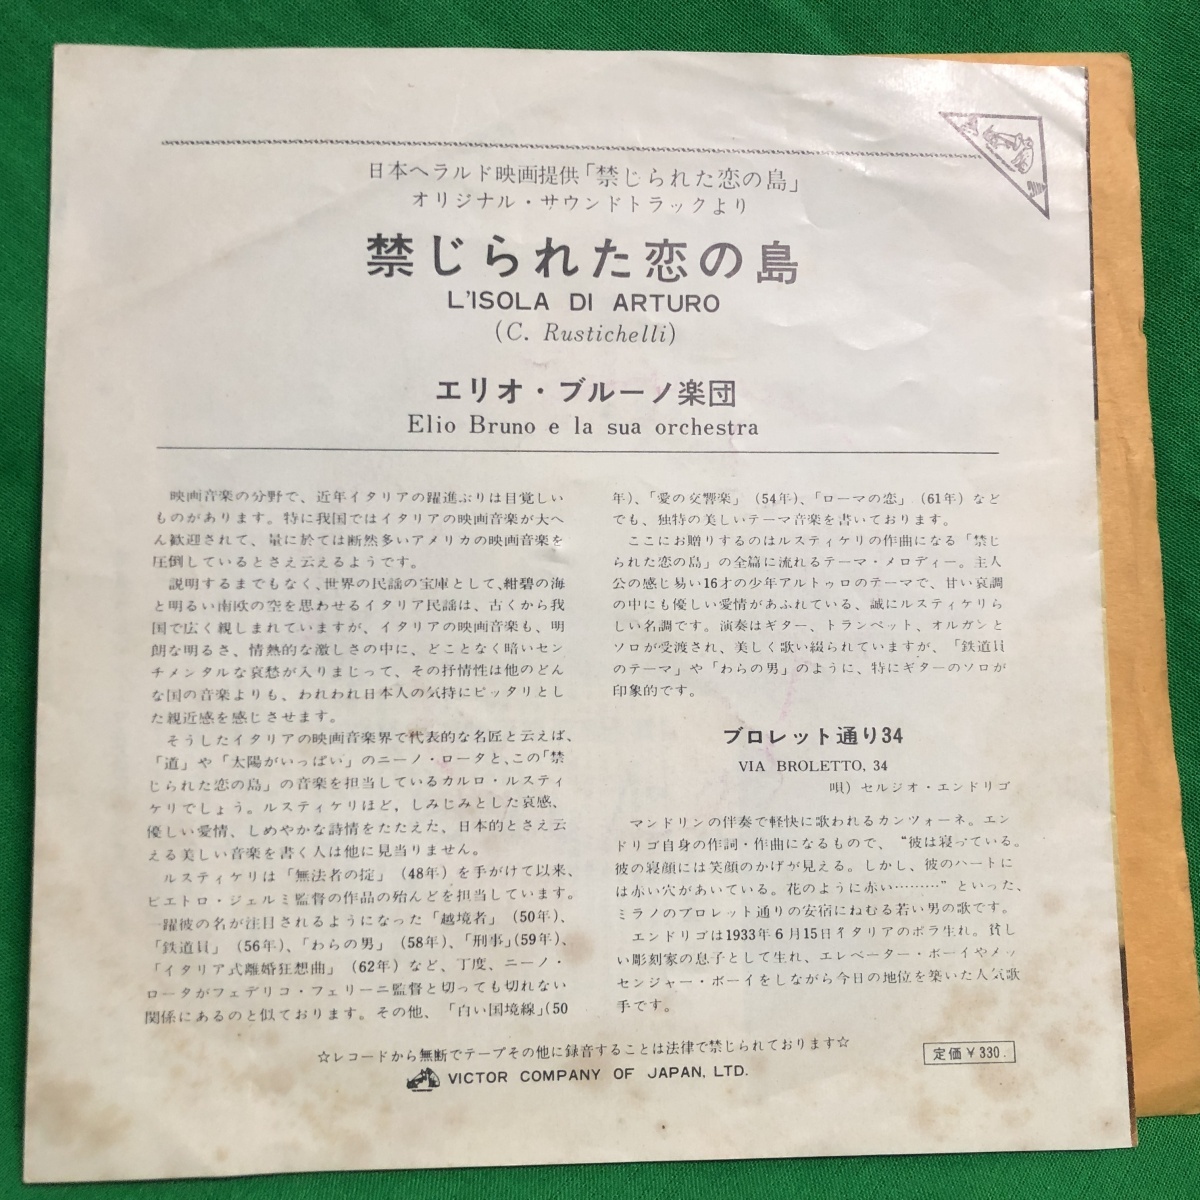 日本ヘラルド映画提供「禁じられた恋の島」
オリジナル・サウンドトラックより
禁じられた恋の島
L'ISOLA DI ARTURO
(C. Rustichelli)
エリオ・ブルーノ楽団
Elio Bruno e la sua orchestra
映画音楽の分野で、近年イタリアの躍進ぶりは目覚しい
ものがあります。特に我国ではイタリアの映画音楽が大へ
ん歓迎されて、量に於ては断然多いアメリカの映画音楽を
圧倒しているとさえ云えるようです。
説明するまでもなく、世界の民謡の宝庫として、紺碧の海
と明るい南欧の空を思わせるイタリア民謡は、古くから我
国で広く親しまれていますが、イタリアの映画音楽も、明
朗な明るさ、情熱的な激しさの中に、どことなく暗いセン
チメンタルな哀愁が入りまじって、その抒情性は他のどん
な国の音楽よりも、われわれ日本人の気持にピッタリとし
た親近感を感じさせます。
そうしたイタリアの映画音楽界で代表的な名匠と云えば、
「道」や「太陽がいっぱい」のニーノ・ロータと、この「禁
じられた恋の島」の音楽を担当しているカルロ・ルスティ
ケリでしょう。ルスティケリほど、しみじみとした哀感、
優しい愛情、しめやかな詩情をたたえた、日本的とさえ云
える美しい音楽を書く人は他に見当りません。
ルスティケリは「無法者の掟」(48年)を手がけて以来、
ピエトロ・ジェルミ監督の作品の殆んどを担当しています。
一躍彼の名が注目されるようになった「越境者」(50年)、
「鉄道員」(56年)、「わらの男」(58年)、「刑事」(59年)、
「イタリア式離婚狂想曲」(62年)など、丁度、ニーノ・
ロータがフェデリコ・フェリーニ監督と切っても切れない
関係にあるのと似ております。その他、「白い国境線」(50
年)、「愛の交響楽」(54年)、「ローマの恋」(61年)など
でも、独特の美しいテーマ音楽を書いております。
ここにお贈りするのはルスティケリの作曲になる「禁じ
られた恋の島」の全篇に流れるテーマ・メロディー。主人
公の感じ易い16才の少年アルトゥロのテーマで、甘い哀調
の中にも優しい愛情があふれている、誠にルスティケリら
しい名調です。演奏はギター、トランペット、オルガンと
ソロが受渡され、美しく歌い綴られていますが、「鉄道員
のテーマ」や「わらの男」のように、特にギターのソロが
印象的です。
ブロレット通り34
VIA BROLETTO, 34
唄) セルジオ・エンドリゴ
マンドリンの伴奏で軽快に歌われるカンツォーネ。エン
ドリゴ自身の作詞・作曲になるもので、“彼は寝っている。
彼の寝顔には笑顔のかげが見える。しかし、彼のハートに
は赤い穴があいている。花のように赤い………”といった、
ミラノのブロレット通りの安宿にねむる若い男の歌です。
エンドリゴは1933年6月15日イタリアのポラ生れ。貧し
い彫刻家の息子として生れ、エレベーター・ボーイやメッ
センジャー・ボーイをしながら今日の地位を築いた人気歌
手です。
☆レコードから無断でテープその他に録音することは法律で禁じられております☆
定価¥330.
VICTOR COMPANY OF JAPAN, LTD.